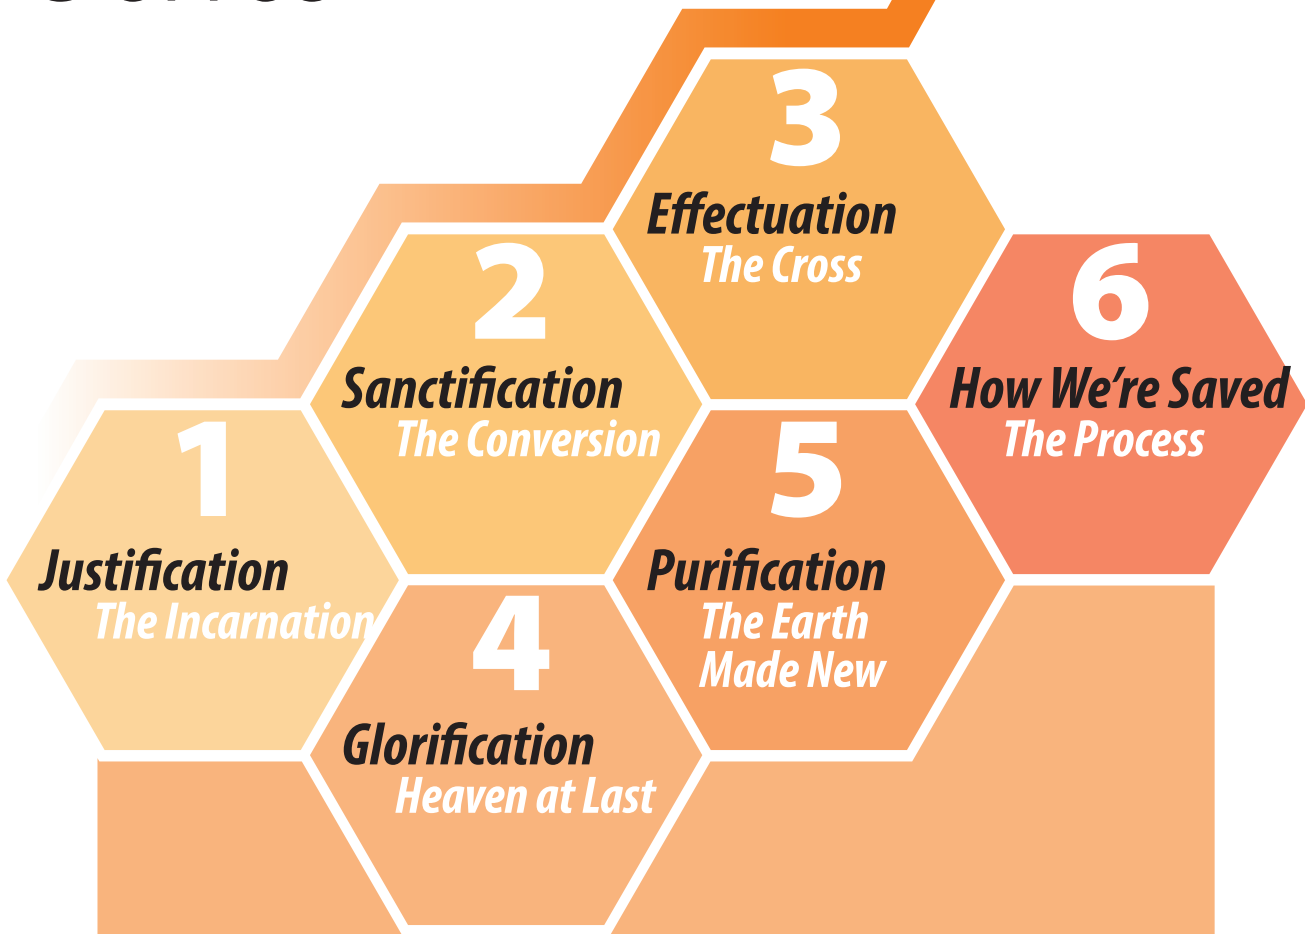 1
Justification
The Incarnation
2
Sanctification
The Conversion
3
Effectuation
The Cross
4
Glorification
Heaven at Last
5
Purification
The Earth
Made New
6
How We're Saved
The Process